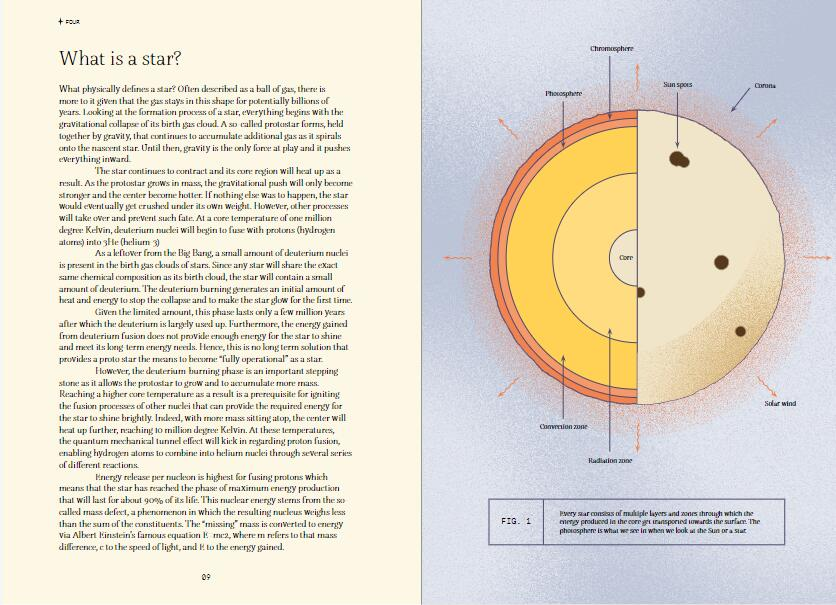 FOUR
What is a star?
What physically defines a star? Often described as a ball of gas, there is
more to it given that the gas stays in this shape for potentially billions of
years. Looking at the formation process of a star, everything begins with the
gravitational collapse of its birth gas cloud. A so-called protostar forms, held
together by gravity, that continues to accumulate additional gas as it spirals
onto the nascent star. Until then, gravity is the only force at play and it pushes
everything inward.
The star continues to contract and its core region will heat up as a
result. As the protostar grows in mass, the gravitational push will only become
stronger and the center become hotter. If nothing else was to happen, the star
would eventually get crushed under its own weight. However, other processes
will take over and prevent such fate. At a core temperature of one million
degree Kelvin, deuterium nuclei will begin to fuse with protons (hydrogen
atoms) into 3He (helium-3)
As a leftover from the Big Bang, a small amount of deuterium nuclei
is present in the birth gas clouds of stars. Since any star will share the exact
same chemical composition as its birth cloud, the star will contain a small
amount of deuterium. The deuterium burning generates an initial amount of
heat and energy to stop the collapse and to make the star glow for the first time.
Given the limited amount, this phase lasts only a few million years
after which the deuterium is largely used up. Furthermore, the energy gained
from deuterium fusion does not provide enough energy for the star to shine
and meet its long-term energy needs. Hence, this is no long term solution that
provides a proto star the means to become “fully operational” as a star.
However, the deuterium-burning phase is an important stepping
stone as it allows the protostar to grow and to accumulate more mass.
Reaching a higher core temperature as a result is a prerequisite for igniting
the fusion processes of other nuclei that can provide the required energy for
the star to shine brightly. Indeed, with more mass sitting atop, the center will
heat up further, reaching 10 million degree Kelvin. At these temperatures,
the quantum mechanical tunnel effect will kick in regarding proton fusion,
enabling hydrogen atoms to combine into helium nuclei through several series
of different reactions.
Energy release per nucleon is highest for fusing protons which
means that the star has reached the phase of maximum energy production
that will last for about 90% of its life. This nuclear energy stems from the so-
called mass defect, a phenomenon in which the resulting nucleus weighs less
than the sum of the constituents. The “missing” mass is converted to energy
via Albert Einstein’s famous equation E mc2, where m refers to that mass
difference, c to the speed of light, and E to the energy gained.
09
Chromosphere
Photosphere
Sun spots
Corona
Core
Convection zone
Radiation zone
Solar wind
FIG. 1
Every star consists of multiple layers and zones through which the
energy produced in the core get transported towards the surface. The
photosphere is what we see in when we look at the Sun or a star.